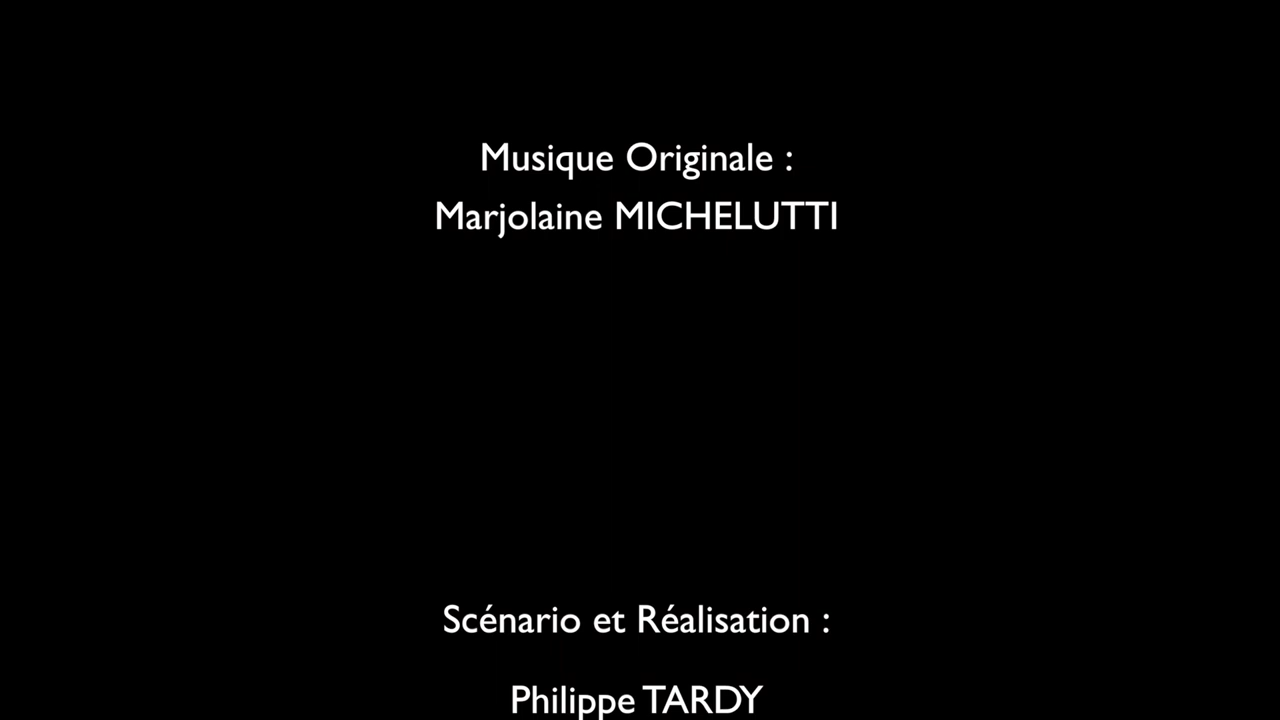 Musique Originale :
Marjolaine MICHELUTTI
Scénario et Réalisation :
Philippe TARDY